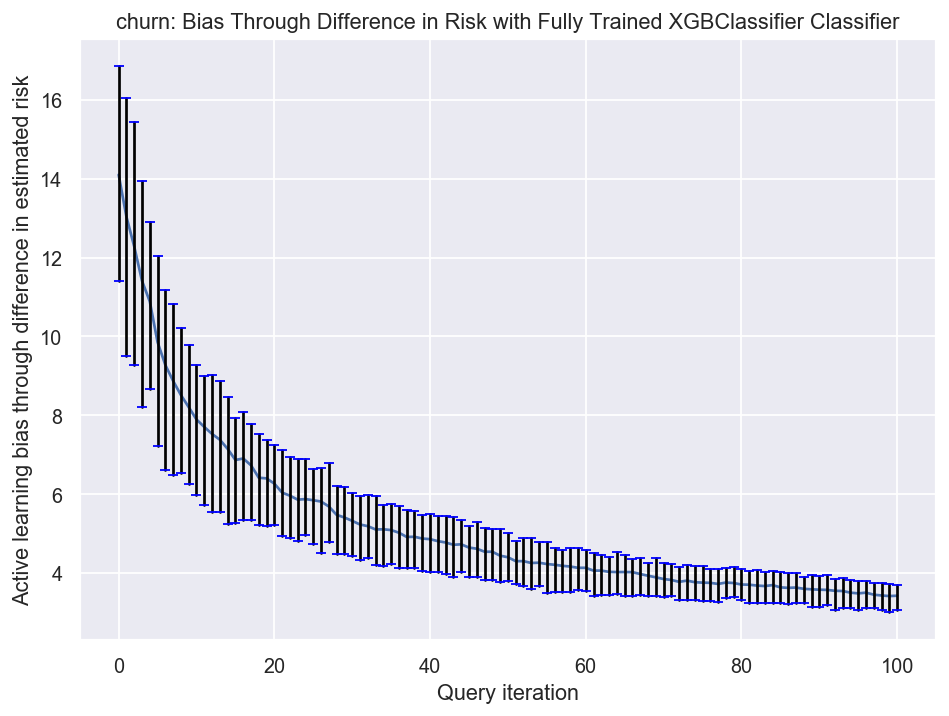 churn: Bias Through Difference in Risk with Fully Trained XGBClassifier Classifier
Active learning bias through difference in estimated risk
16
14
12
10
8
6
4
0 20 40 60 80 100
Query iteration